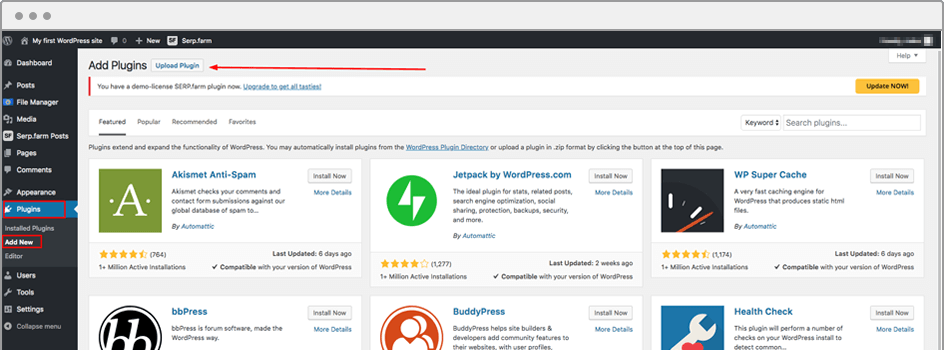 My first WordPress site 0 New SF Serp.farm
Help
Dashboard
Posts
File Manager
Media
SF Serp.farm Posts
Pages
Comments
Appearance
Plugins
Installed Plugins
Add New
Editor
Users
Tools
Settings
Collapse menu
Add Plugins Upload Plugin
You have a demo-license SERP.farm plugin now. Upgrade to get all tasties! Update NOW!
Featured Popular Recommended Favorites Keyword Search plugins...
Plugins extend and expand the functionality of WordPress. You may automatically install plugins from the WordPress Plugin Directory or upload a plugin in .zip format by clicking the button at the top of this page.
·A·
Akismet Anti-Spam
Install Now
More Details
Akismet checks your comments and
contact form submissions against our
global database of spam to...
By Automattic
(764)
Last Updated: 6 days ago
1+ Million Active Installations
Compatible with your version of WordPress
Jetpack by WordPress.com
Install Now
More Details
The ideal plugin for stats, related posts,
search engine optimization, social
sharing, protection, backups, security,
and more.
By Automattic
(1,277)
Last Updated: 2 weeks ago
1+ Million Active Installations
Compatible with your version of WordPress
WP Super Cache
Install Now
More Details
A very fast caching engine for
WordPress that produces static html
files.
By Automattic
(1,174)
Last Updated: 6 days ago
1+ Million Active Installations
Compatible with your version of WordPress
bb
bbPress
Install Now
More Details
bbPress is forum software, made the
WordPress way.
BuddyPress
Install Now
More Details
BuddyPress helps site builders &
developers add community features to
their websites, with user profiles,
Health Check
Install Now
More Details
This plugin will perform a number of
checks on your WordPress install to
detect common...